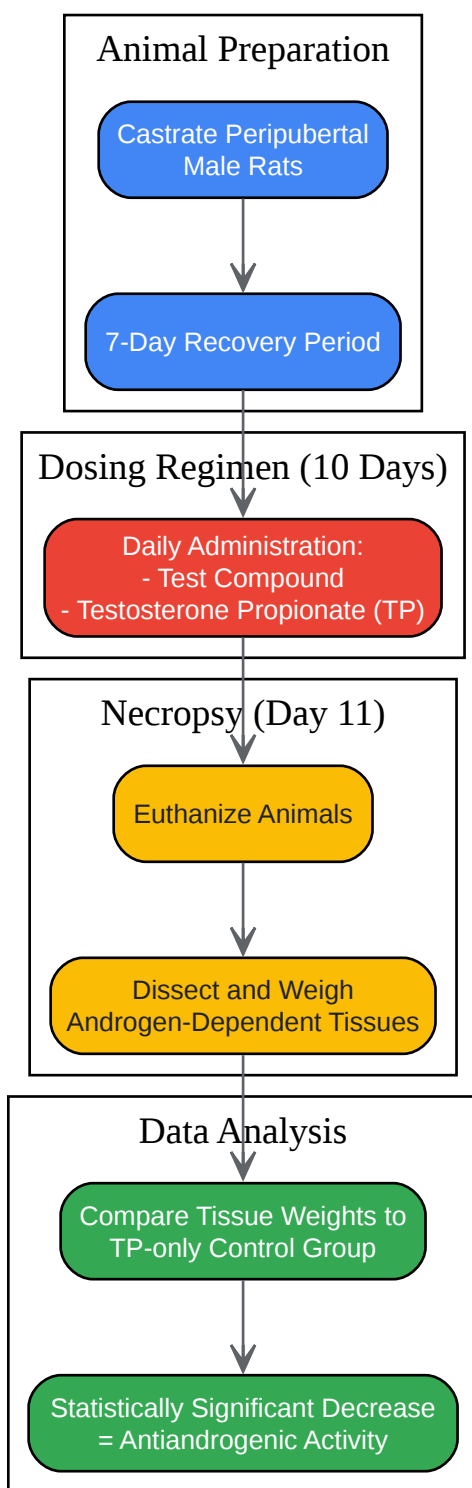 Animal Preparation
Castrate Peripubertal
Male Rats
7-Day Recovery Period
Dosing Regimen (10 Days)
Daily Administration:
- Test Compound
- Testosterone Propionate (TP)
Necropsy (Day 11)
Euthanize Animals
Dissect and Weigh
Androgen-Dependent Tissues
Data Analysis
Compare Tissue Weights to
TP-only Control Group
Statistically Significant Decrease
= Antiandrogenic Activity